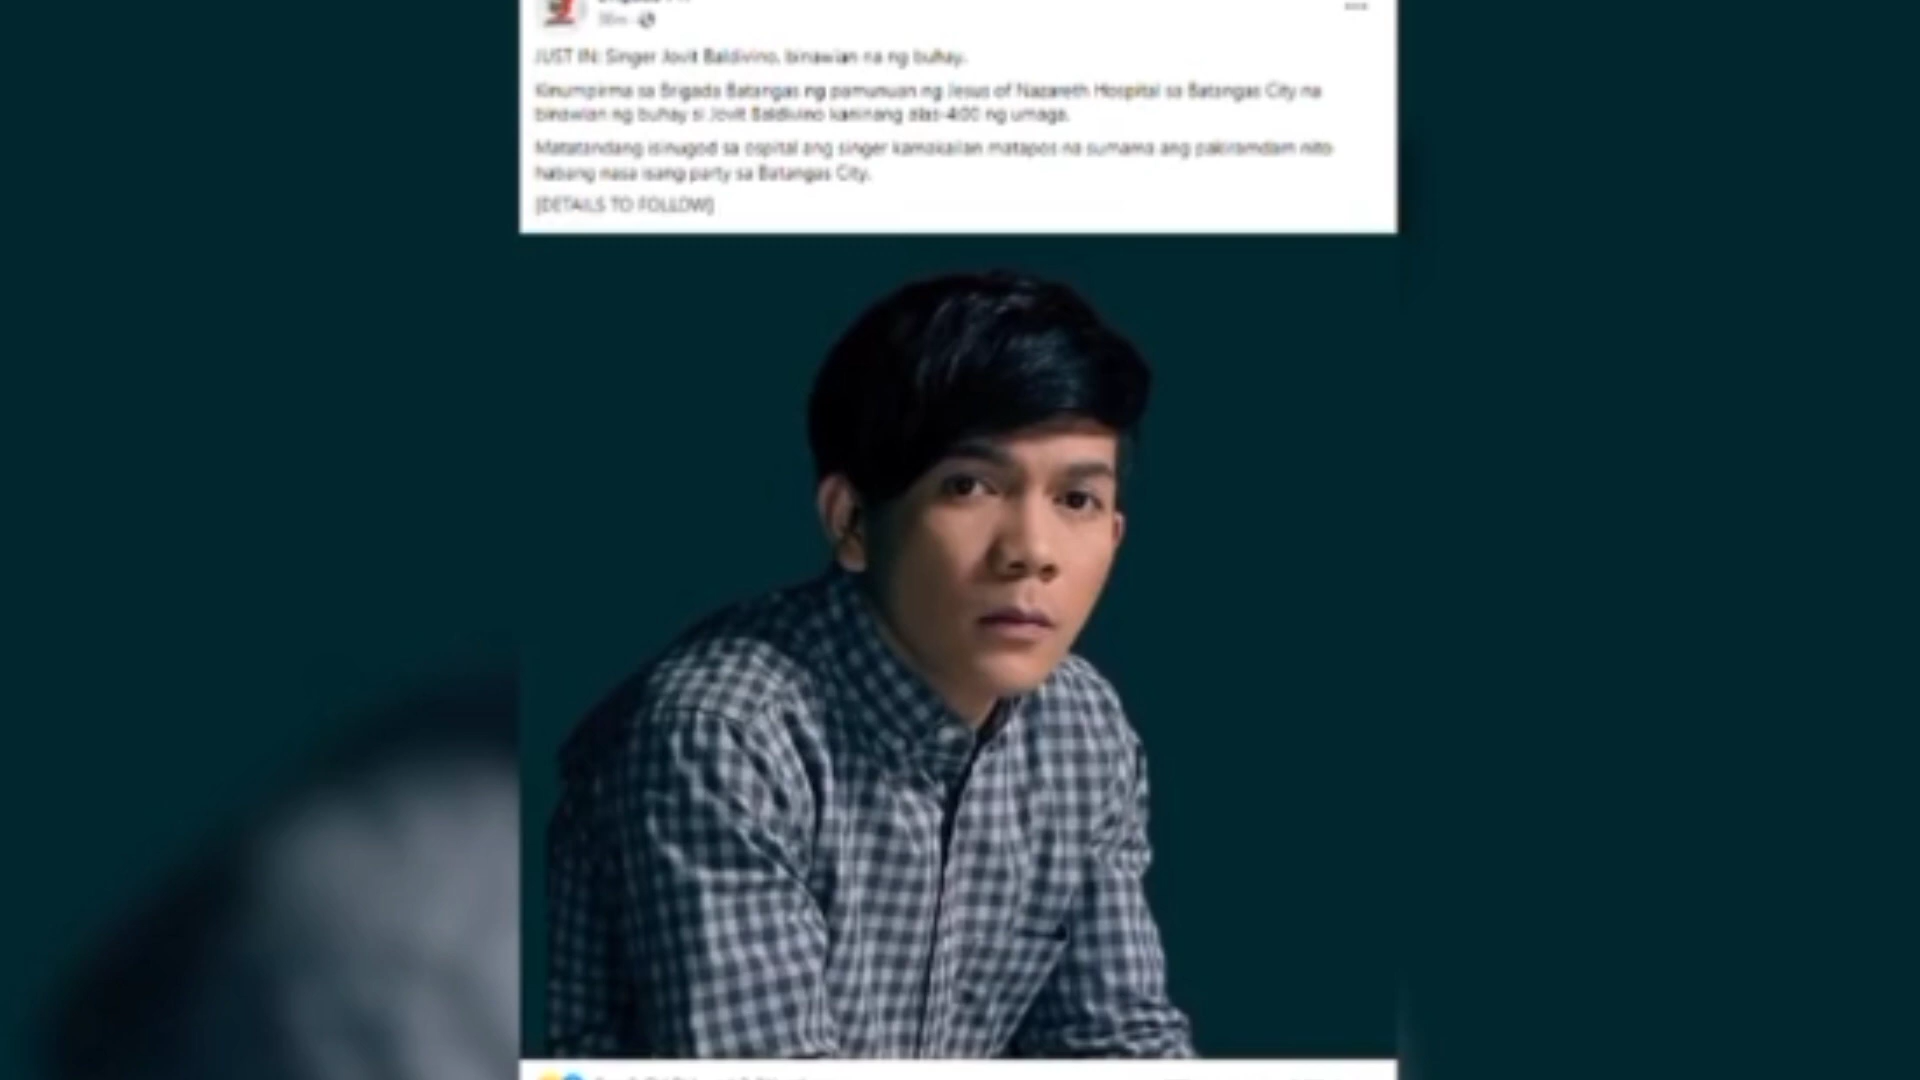 JUST IN: Singer Jovit Baldivino, binawian na ng buhay.
Kinumpirma sa Brigada Batangas ng pamunuan ng Jesus of Nazareth Hospital sa Batangas City na
binawian ng buhay si Jovit Baldivino kaninang alas-4:00 ng umaga.
Matatandang isinugod sa ospital ang singer kamakailan matapos na sumama ang pakiramdam nito
habang nasa isang party sa Batangas City.
[DETAILS TO FOLLOW]